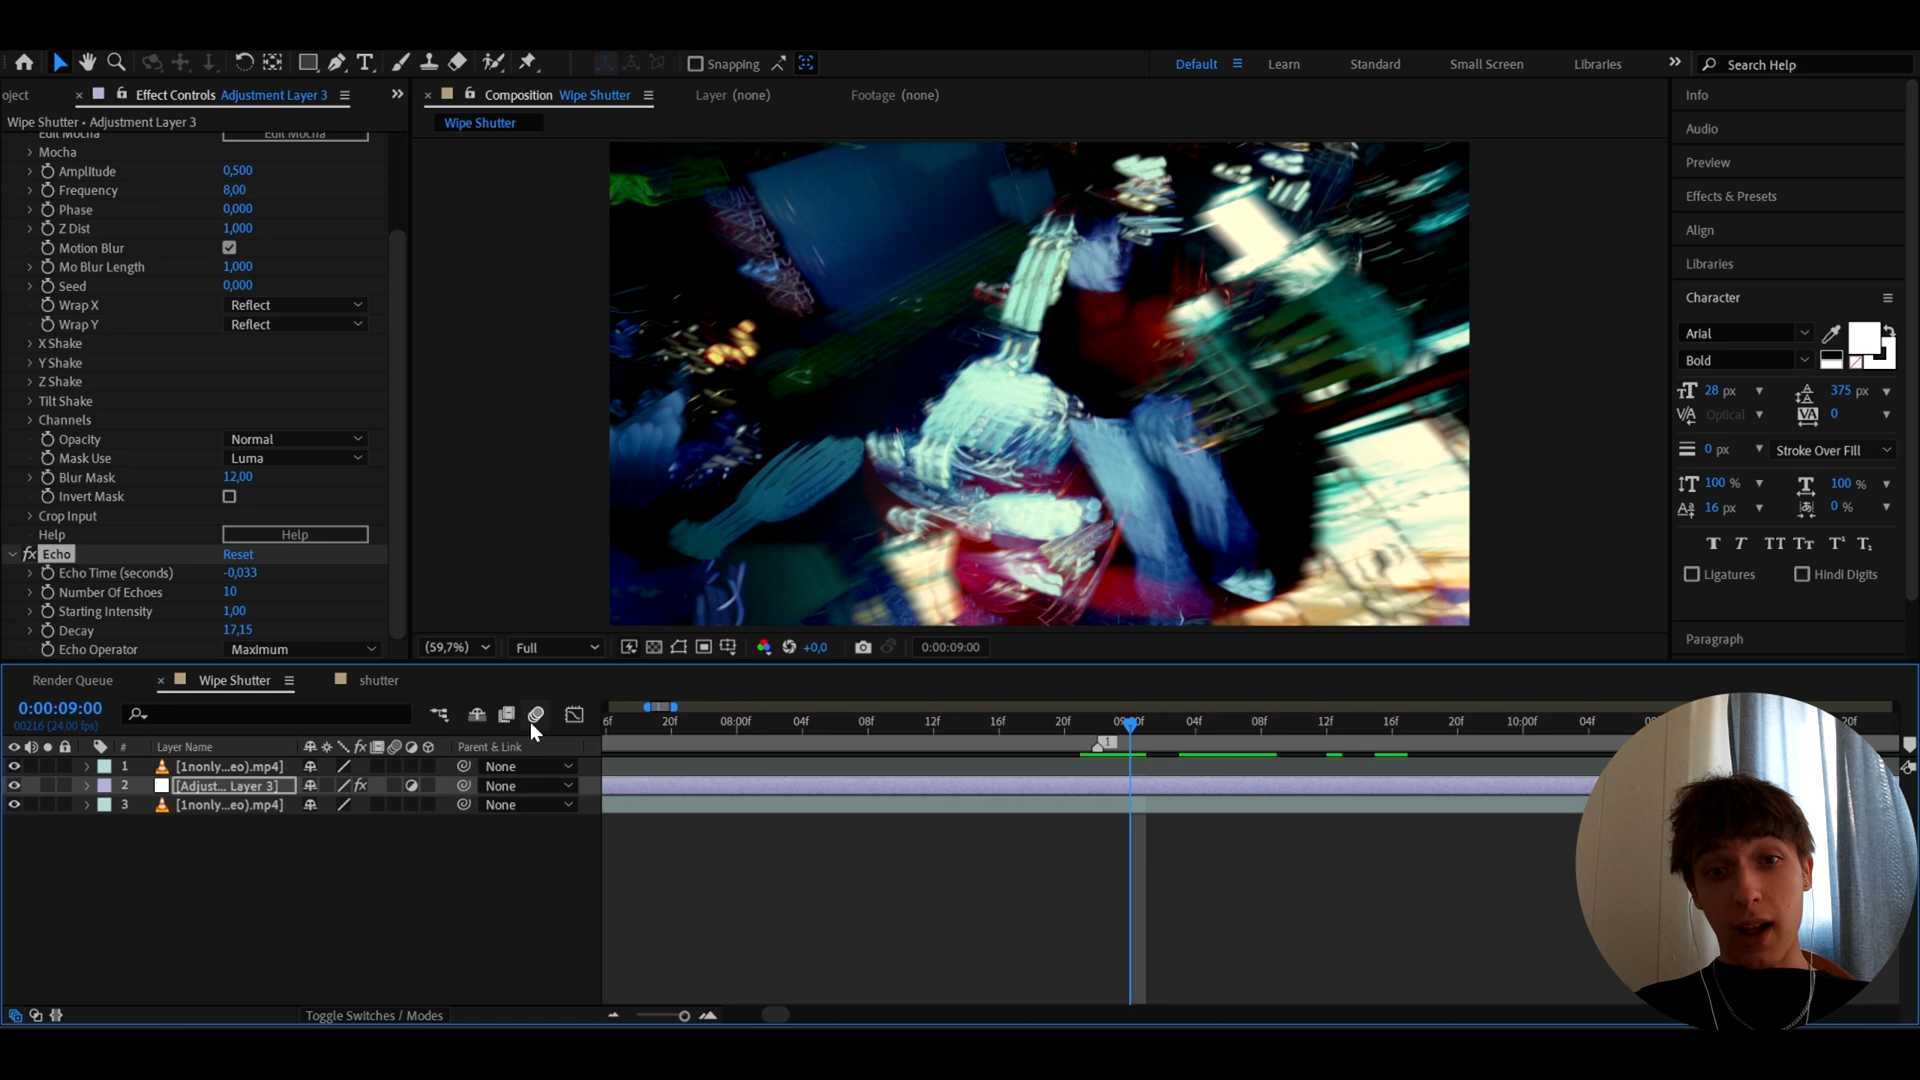 Snapping
Default
Learn
Standard
Small Screen
Libraries
Search Help
oject
Effect Controls Adjustment Layer 3
Composition Wipe Shutter
Layer (none)
Footage (none)
Info
Wipe Shutter • Adjustment Layer 3
Wipe Shutter
Edit Mocha Edit Mocha
Mocha
Amplitude 0,500
Frequency 8,00
Phase 0,000
Z Dist 1,000
Motion Blur
Mo Blur Length 1,000
Seed 0,000
Wrap X Reflect
Wrap Y Reflect
X Shake
Y Shake
Z Shake
Tilt Shake
Channels
Opacity Normal
Mask Use Luma
Blur Mask 12,00
Invert Mask
Crop Input
Help Help
fx Echo Reset
Echo Time (seconds) -0,033
Number Of Echoes 10
Starting Intensity 1,00
Decay 17,15
Echo Operator Maximum
(59,7%) Full +0,0 0:00:09:00
Audio
Preview
Effects & Presets
Align
Libraries
Character
Arial
Bold
28 px 375 px
Optical 0
0 px Stroke Over Fill
100 % 100 %
16 px 0 %
T T TT Tt T¹ T₁
Ligatures Hindi Digits
Paragraph
Render Queue Wipe Shutter shutter
0:00:09:00
00216 (24.00 fps)
6f 20f 08:00f 04f 08f 12f 16f 20f 09:00f 04f 08f 12f 16f 20f 10:00f 04f 20f
# Layer Name fx Parent & Link
1
1 [1nonly...eo).mp4] None
2 [Adjust... Layer 3] fx None
3 [1nonly...eo).mp4] None
Toggle Switches / Modes